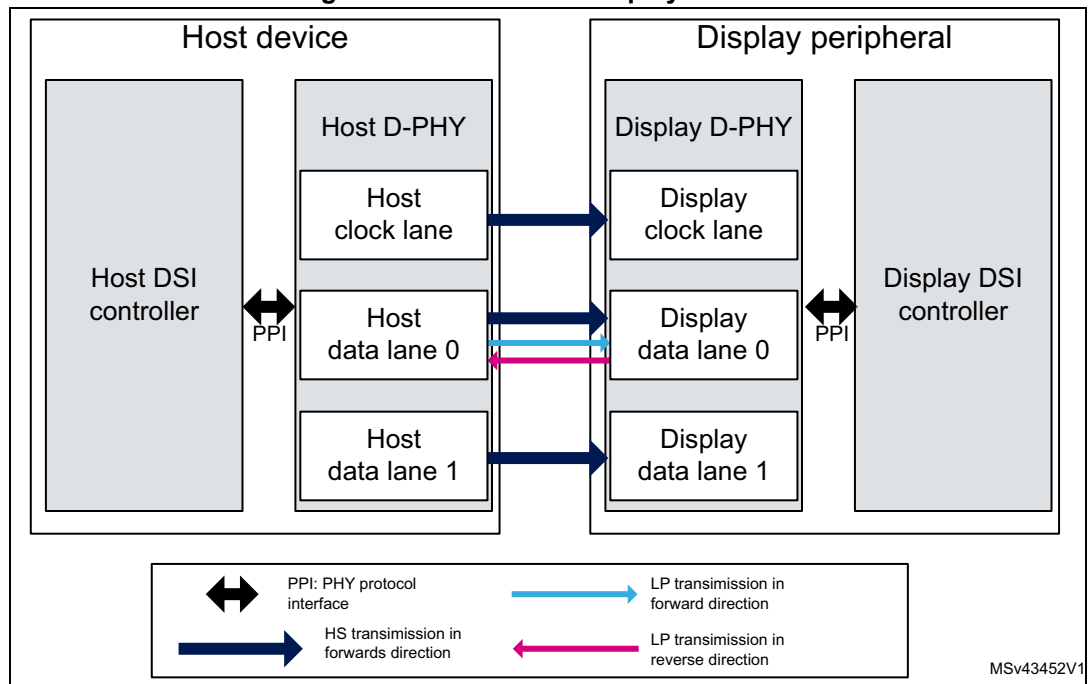 Host device
Display peripheral
Host D-PHY
Display D-PHY
Host
clock lane
Display
clock lane
Host DSI
controller
PPI
Host
data lane 0
Display
data lane 0
PPI
Display DSI
controller
Host
data lane 1
Display
data lane 1
PPI: PHY protocol
interface
LP transimission in
forward direction
HS transimission in
forwards direction
LP transimission in
reverse direction
MSv43452V1